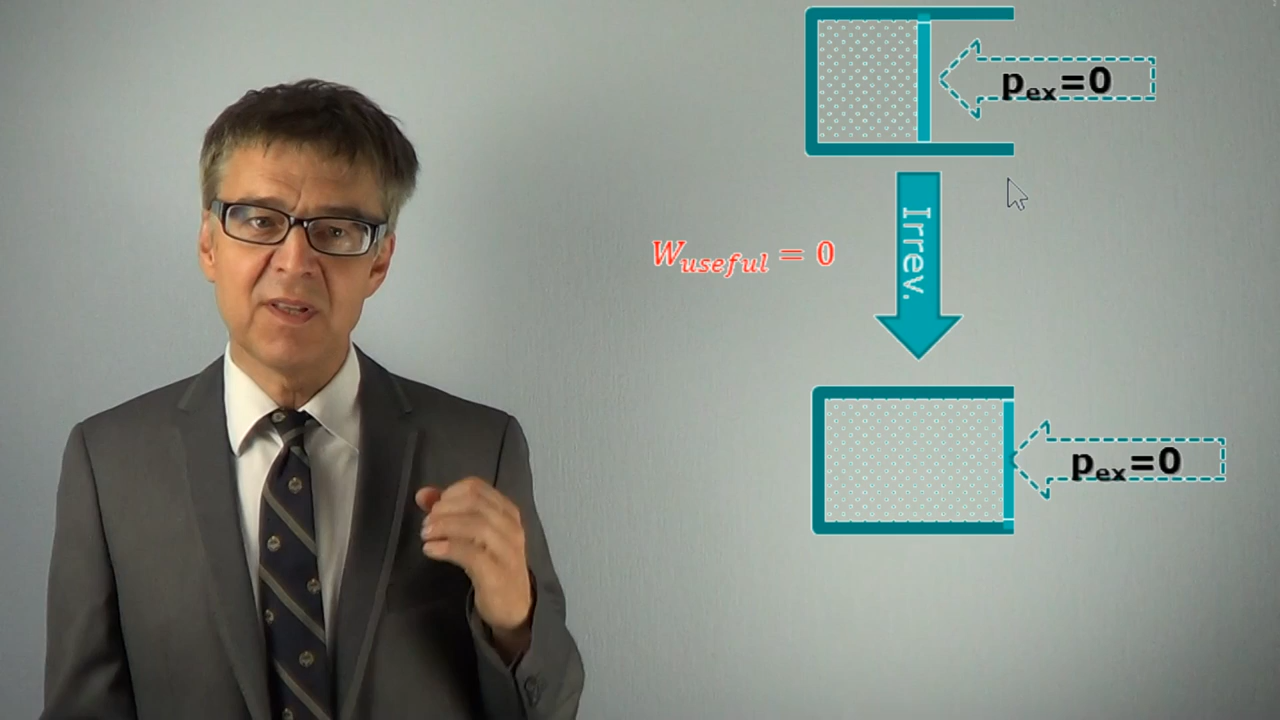 pex=0
Wuseful = 0
Irrev.
pex=0